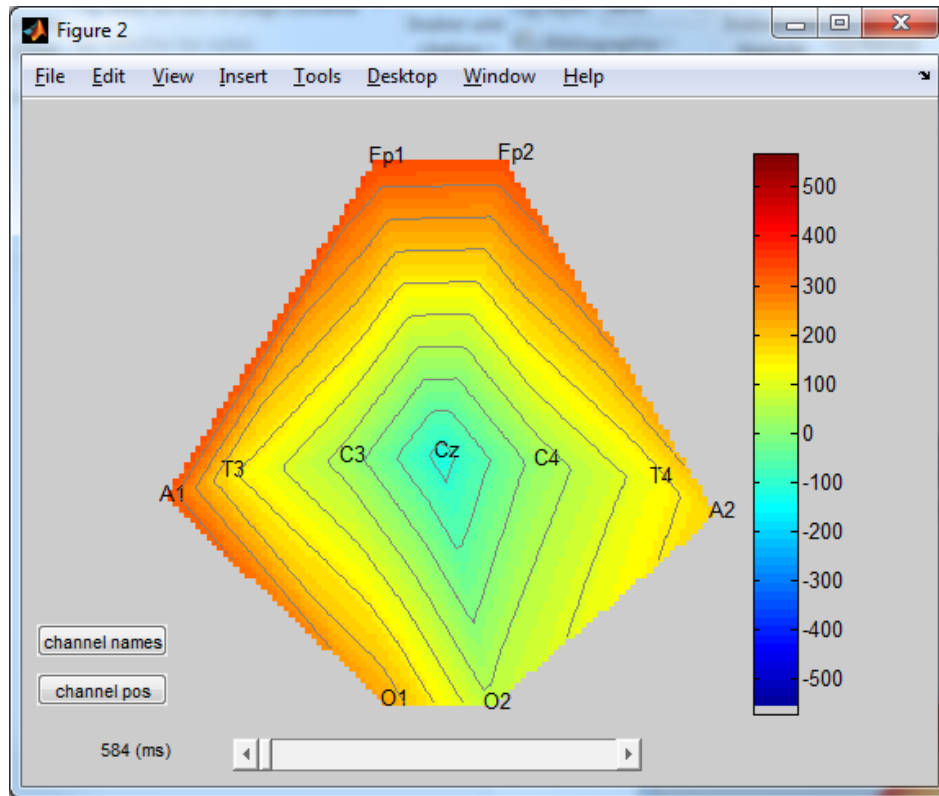 Figure 2
File Edit View Insert Tools Desktop Window Help
Fp1 Fp2
500
400
300
200
100
0
-100
-200
-300
-400
-500
T3 C3 Cz C4 T4
A1 A2
O1 O2
channel names
channel pos
584 (ms)